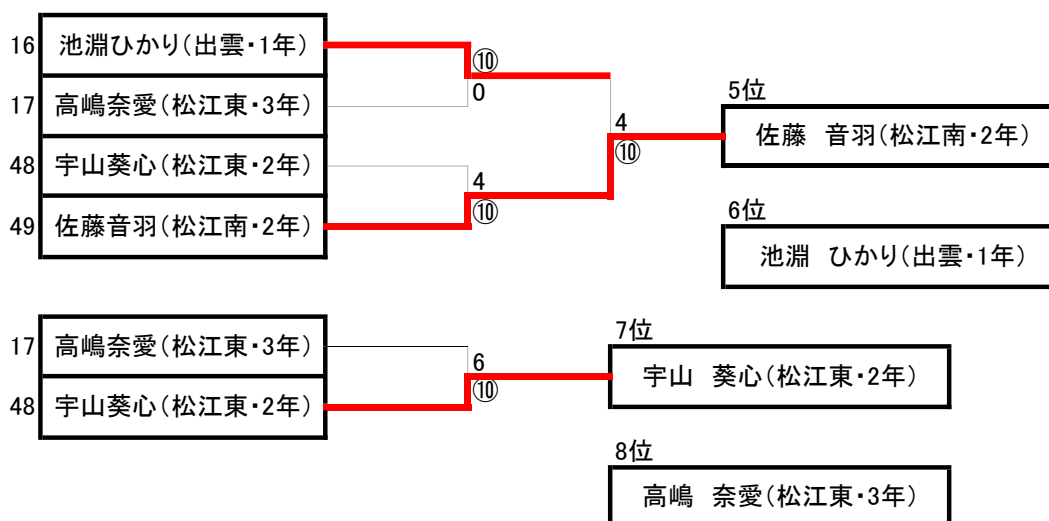 16 池淵ひかり(出雲・1年)
⑩
0
17 高嶋奈愛(松江東・3年)
5位
4
⑩
佐藤 音羽(松江南・2年)
48 宇山葵心(松江東・2年)
4
⑩
49 佐藤音羽(松江南・2年)
6位
池淵 ひかり(出雲・1年)
17 高嶋奈愛(松江東・3年)
6
⑩
7位
宇山 葵心(松江東・2年)
48 宇山葵心(松江東・2年)
8位
高嶋 奈愛(松江東・3年)